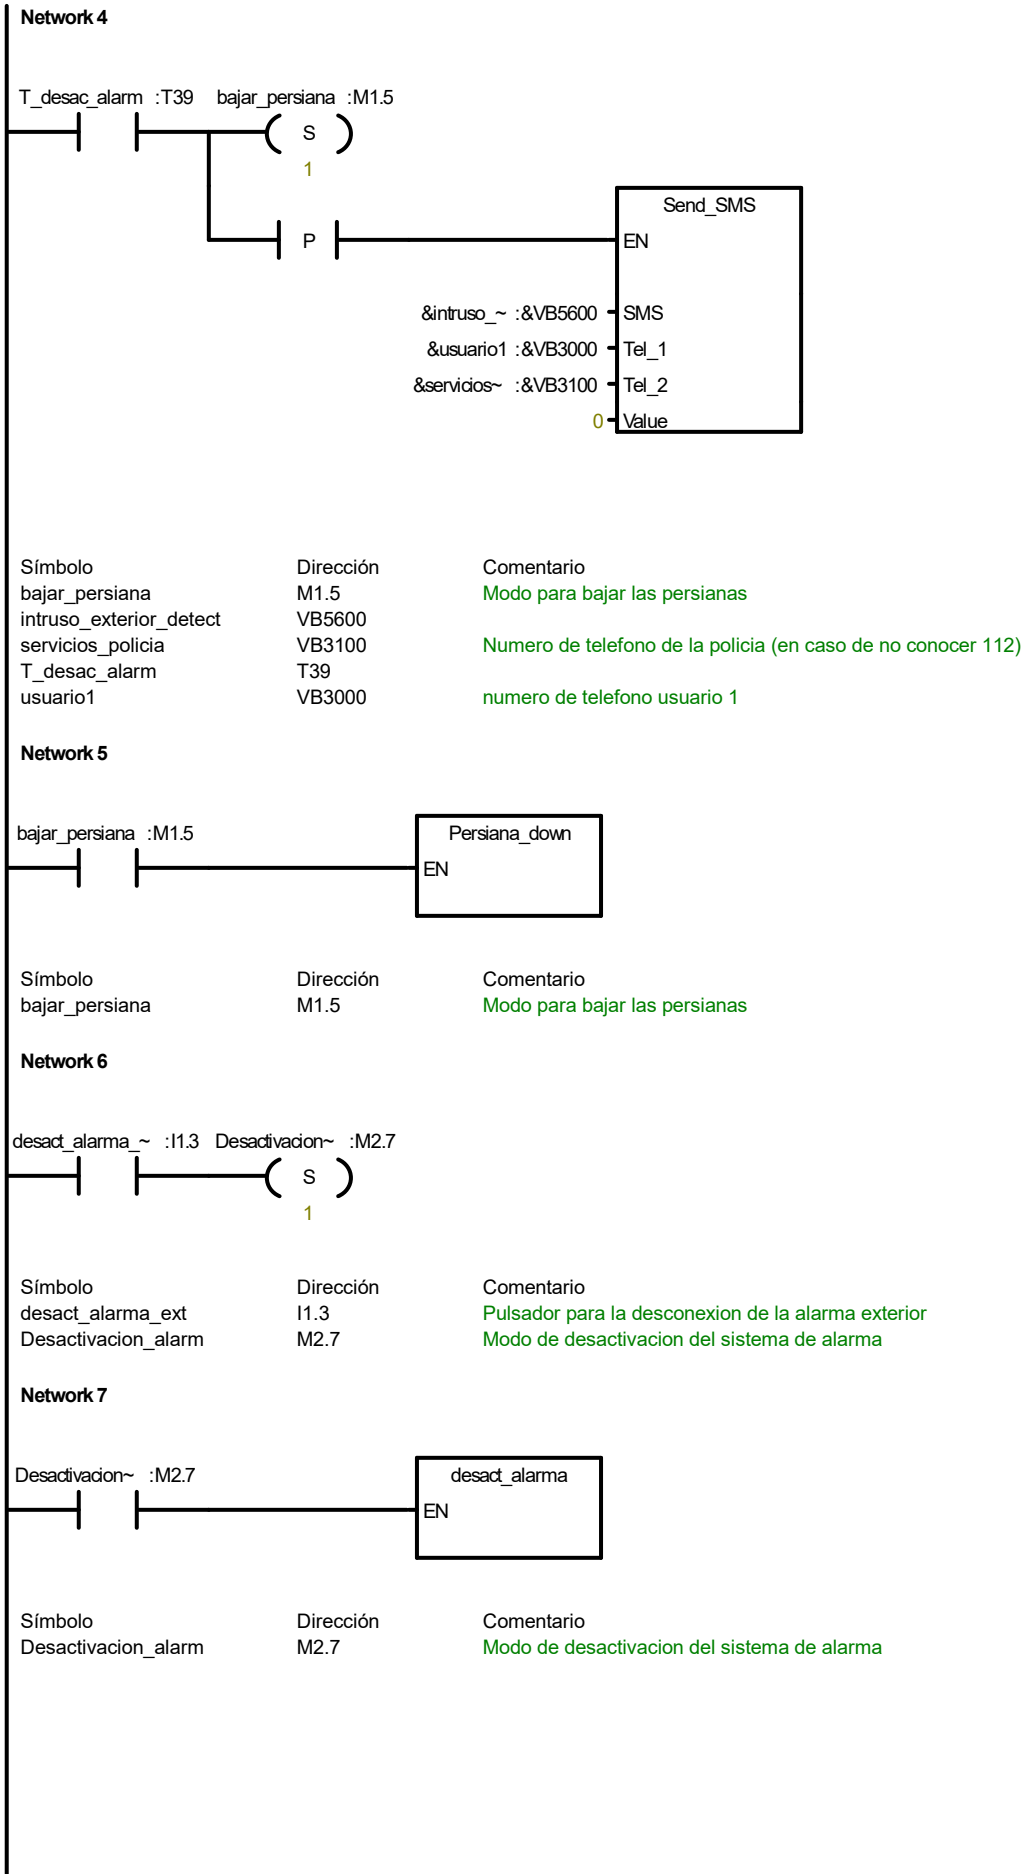 Network 4
T_desac_alarm :T39 bajar_persiana :M1.5
S
1
Send_SMS
P
EN
&intruso_~ :&VB5600 SMS
&usuario1 :&VB3000 Tel_1
&servicios~ :&VB3100 Tel_2
0 Value
Símbolo Dirección Comentario
bajar_persiana M1.5 Modo para bajar las persianas
intruso_exterior_detect VB5600
servicios_policia VB3100 Numero de telefono de la policia (en caso de no conocer 112)
T_desac_alarm T39
usuario1 VB3000 numero de telefono usuario 1
Network 5
bajar_persiana :M1.5 Persiana_down
EN
Símbolo Dirección Comentario
bajar_persiana M1.5 Modo para bajar las persianas
Network 6
desact_alarma_~ :I1.3 Desactivacion~ :M2.7
S
1
Símbolo Dirección Comentario
desact_alarma_ext I1.3 Pulsador para la desconexion de la alarma exterior
Desactivacion_alarm M2.7 Modo de desactivacion del sistema de alarma
Network 7
Desactivacion~ :M2.7 desact_alarma
EN
Símbolo Dirección Comentario
Desactivacion_alarm M2.7 Modo de desactivacion del sistema de alarma